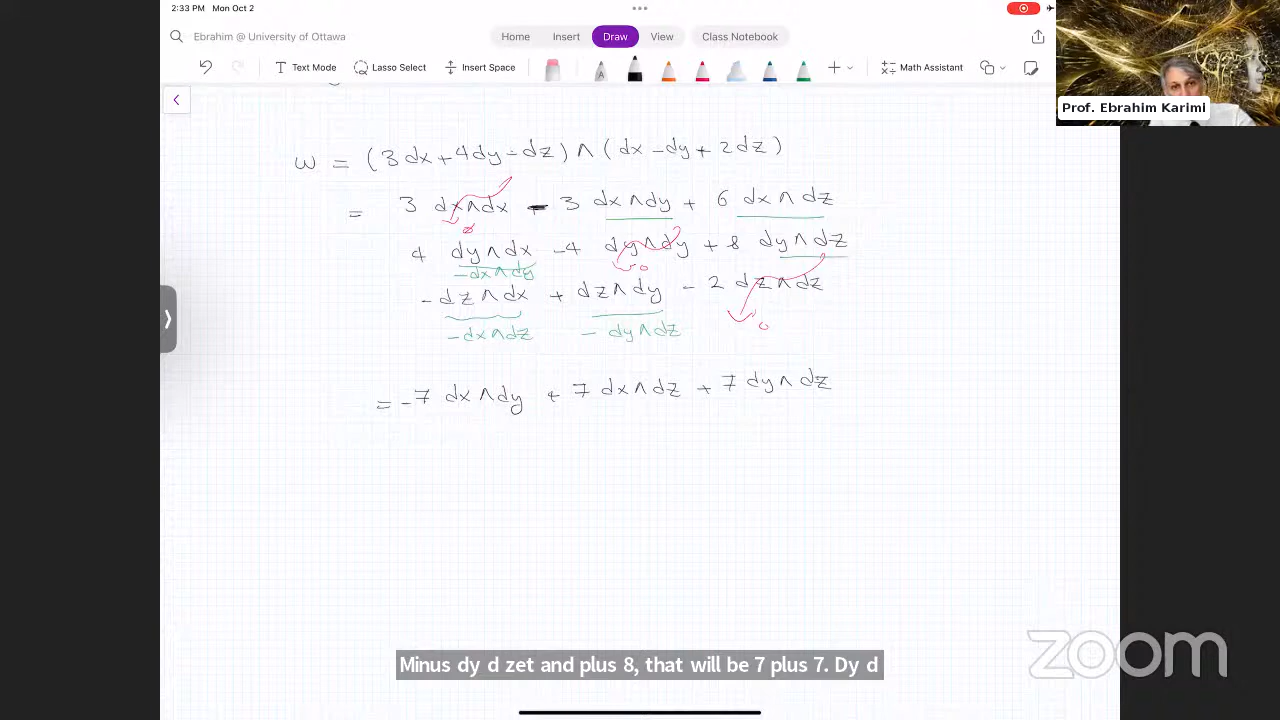 2:33 PM Mon Oct 2
Ebrahim @ University of Ottawa
Home Insert Draw View Class Notebook
Text Mode Lasso Select Insert Space Math Assistant
Prof. Ebrahim Karimi
ω = (3dx+4dy-dz)∧(dx-dy+2dz)
= 3 dx∧dx - 3 dx∧dy + 6 dx∧dz
0
4 dy∧dx -4 dy∧dy + 8 dy∧dz
-dx∧dy 0
-dz∧dx + dz∧dy - 2 dz∧dz
-dx∧dz - dy∧dz 0
= -7 dx∧dy + 7 dx∧dz + 7 dy∧dz
Minus dy d zet and plus 8, that will be 7 plus 7. Dy d
zoom